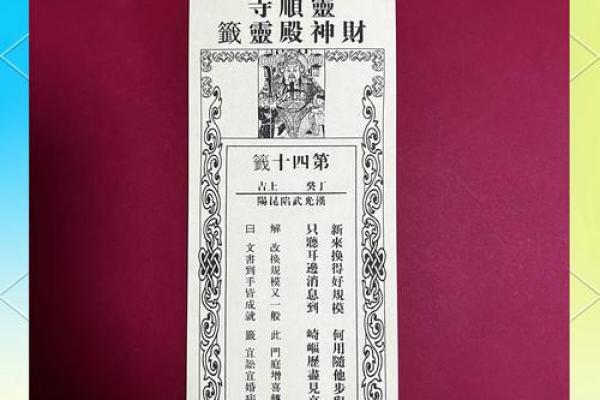 靈順寺
財神殿靈籤
第四十籤
丁癸 上吉
漢光武陷昆陽
新來換得好規模 何用隨他步
只聽耳邊消息到 崎嶇歷盡見
解 改換規模又一般 此 門庭增喜
曰 文書到手皆成就 籤 宜訟宜婚